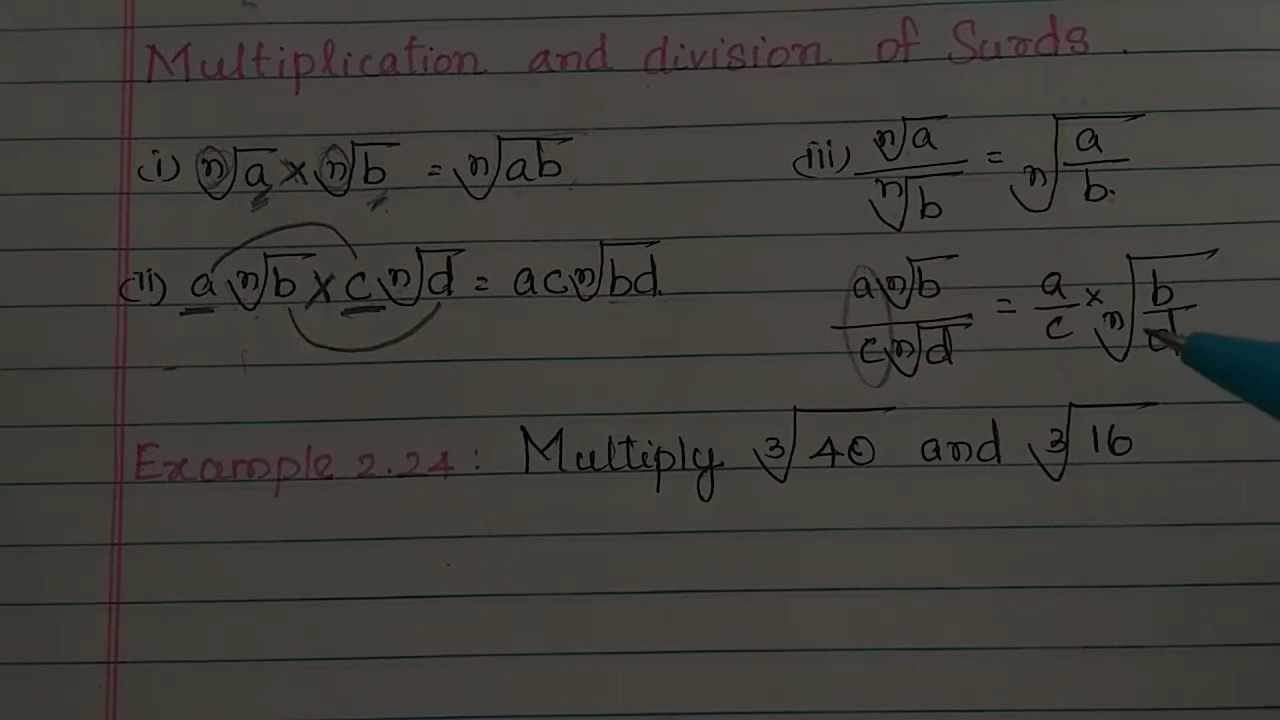 Multiplication and division of Surds.
(i) ⁿ√a × ⁿ√b = ⁿ√ab
(iii) ⁿ√a / ⁿ√b = ⁿ√(a/b).
(ii) a ⁿ√b × c ⁿ√d = ac ⁿ√bd
a ⁿ√b / c ⁿ√d = a/c × ⁿ√(b/d)
Example 2.24: Multiply ³√40 and ³√16